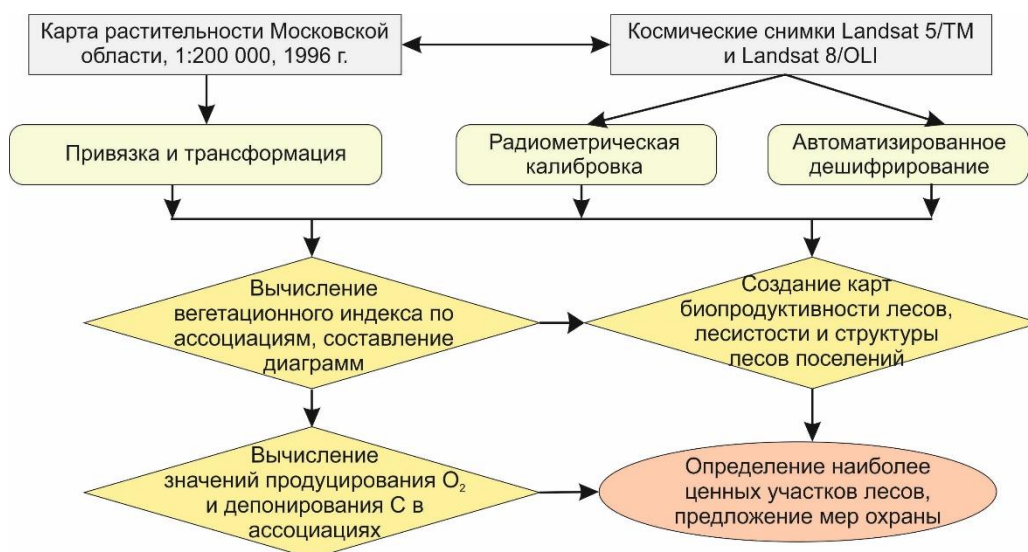 Карта растительности Московской
области, 1:200 000, 1996 г.
Космические снимки Landsat 5/TM
и Landsat 8/OLI
Привязка и трансформация
Радиометрическая
калибровка
Автоматизированное
дешифрирование
Вычисление
вегетационного индекса по
ассоциациям, составление
диаграмм
Создание карт
биопродуктивности лесов,
лесистости и структуры
лесов поселений
Вычисление
значений продуцирования O₂
и депонирования C в
ассоциациях
Определение наиболее
ценных участков лесов,
предложение мер охраны